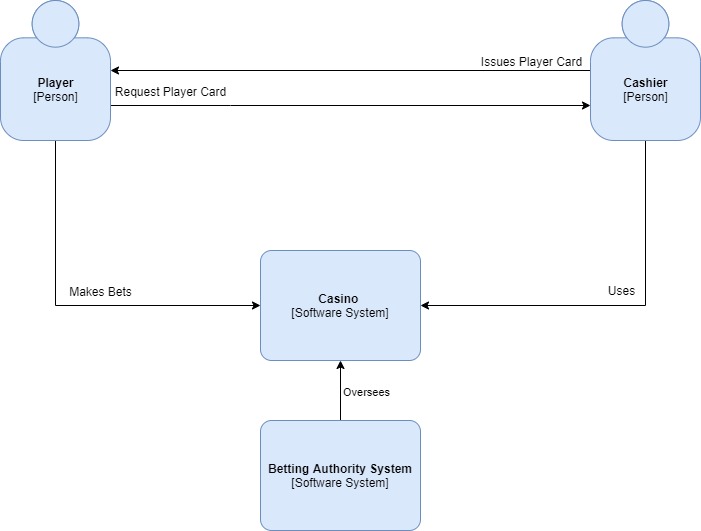 Issues Player Card
Player
[Person]
Cashier
[Person]
Request Player Card
Makes Bets
Uses
Casino
[Software System]
Oversees
Betting Authority System
[Software System]